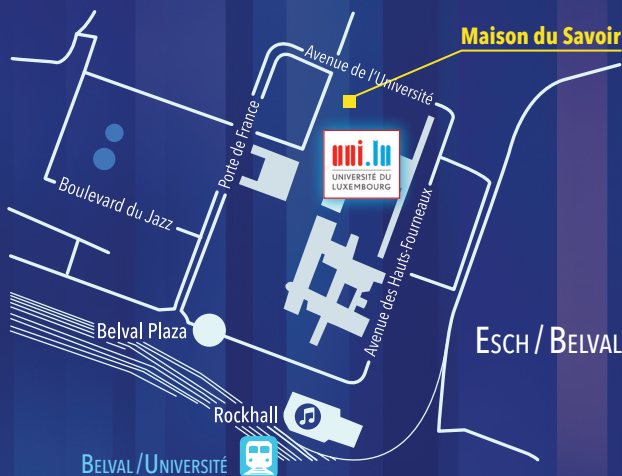 Maison du Savoir
Avenue de l'Université
Porte de France
uni.lu
UNIVERSITÉ DU
LUXEMBOURG
Boulevard du Jazz
Avenue des Hauts-Fourneaux
Belval Plaza
ESCH / BELVAL
Rockhall
BELVAL / UNIVERSITÉ